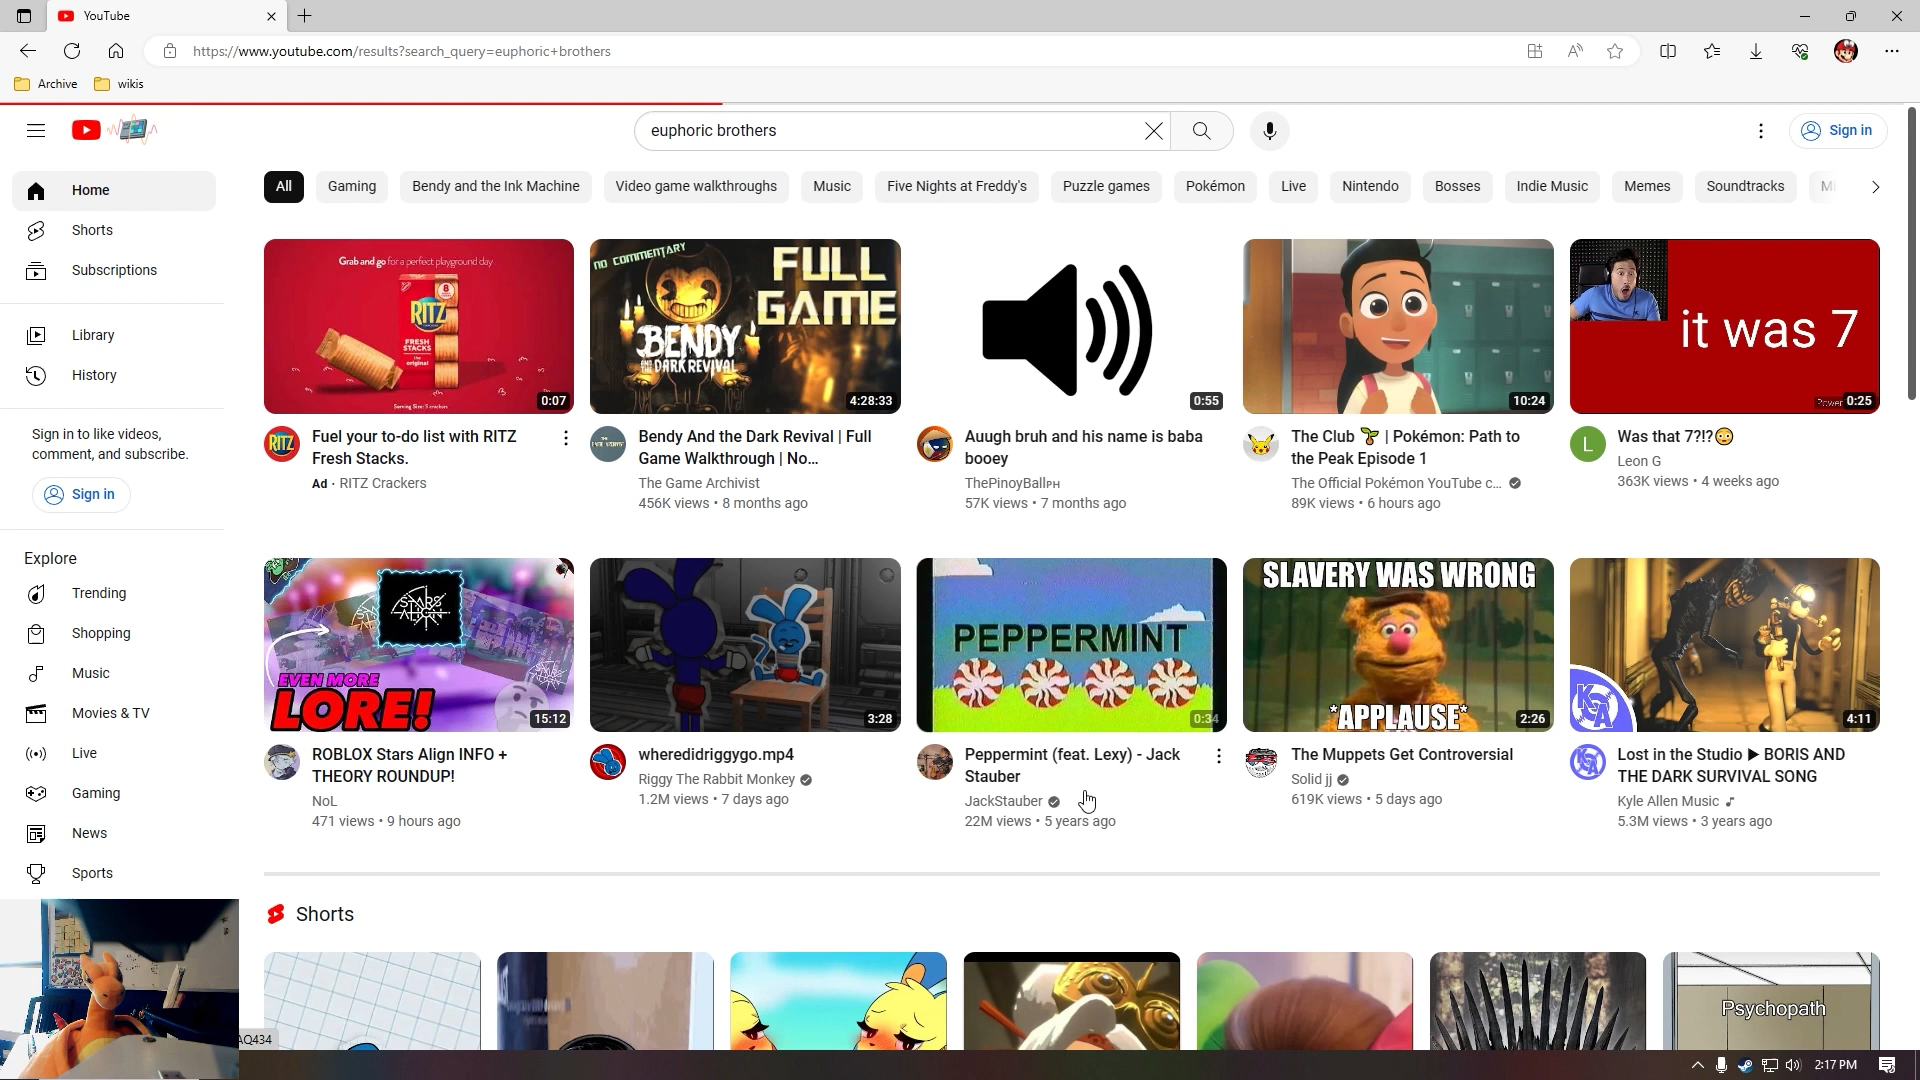 YouTube
https://www.youtube.com/results?search_query=euphoric+brothers
Archive
wikis
euphoric brothers
Sign in
Home
Shorts
Subscriptions
Library
History
Sign in to like videos,
comment, and subscribe.
Sign in
Explore
Trending
Shopping
Music
Movies & TV
Live
Gaming
News
Sports
All
Gaming
Bendy and the Ink Machine
Video game walkthroughs
Music
Five Nights at Freddy's
Puzzle games
Pokémon
Live
Nintendo
Bosses
Indie Music
Memes
Soundtracks
Grab and go for a perfect playground day
RITZ
FRESH
STACKS
the original
Serving Size: 5 crackers
0:07
RITZ
Fuel your to-do list with RITZ
Fresh Stacks.
Ad · RITZ Crackers
NO COMMENTARY
FULL
GAME
BENDY
AND THE DARK REVIVAL
4:28:33
Bendy And the Dark Revival | Full
Game Walkthrough | No...
The Game Archivist
456K views • 8 months ago
0:55
Auugh bruh and his name is baba
booey
ThePinoyBallᴘʜ
57K views • 7 months ago
10:24
The Club 🌱 | Pokémon: Path to
the Peak Episode 1
The Official Pokémon YouTube c...
89K views • 6 hours ago
it was 7
Power
0:25
L
Was that 7?!?😳
Leon G
363K views • 4 weeks ago
STARS
ALIGN
EVEN MORE
LORE!
15:12
ROBLOX Stars Align INFO +
THEORY ROUNDUP!
NoL
471 views • 9 hours ago
3:28
wheredidriggygo.mp4
Riggy The Rabbit Monkey
1.2M views • 7 days ago
PEPPERMINT
0:34
Peppermint (feat. Lexy) - Jack
Stauber
JackStauber
22M views • 5 years ago
SLAVERY WAS WRONG
*APPLAUSE*
2:26
The Muppets Get Controversial
Solid jj
619K views • 5 days ago
KA
4:11
Lost in the Studio ▶ BORIS AND
THE DARK SURVIVAL SONG
Kyle Allen Music
5.3M views • 3 years ago
Shorts
Psychopath
AQ434
2:17 PM